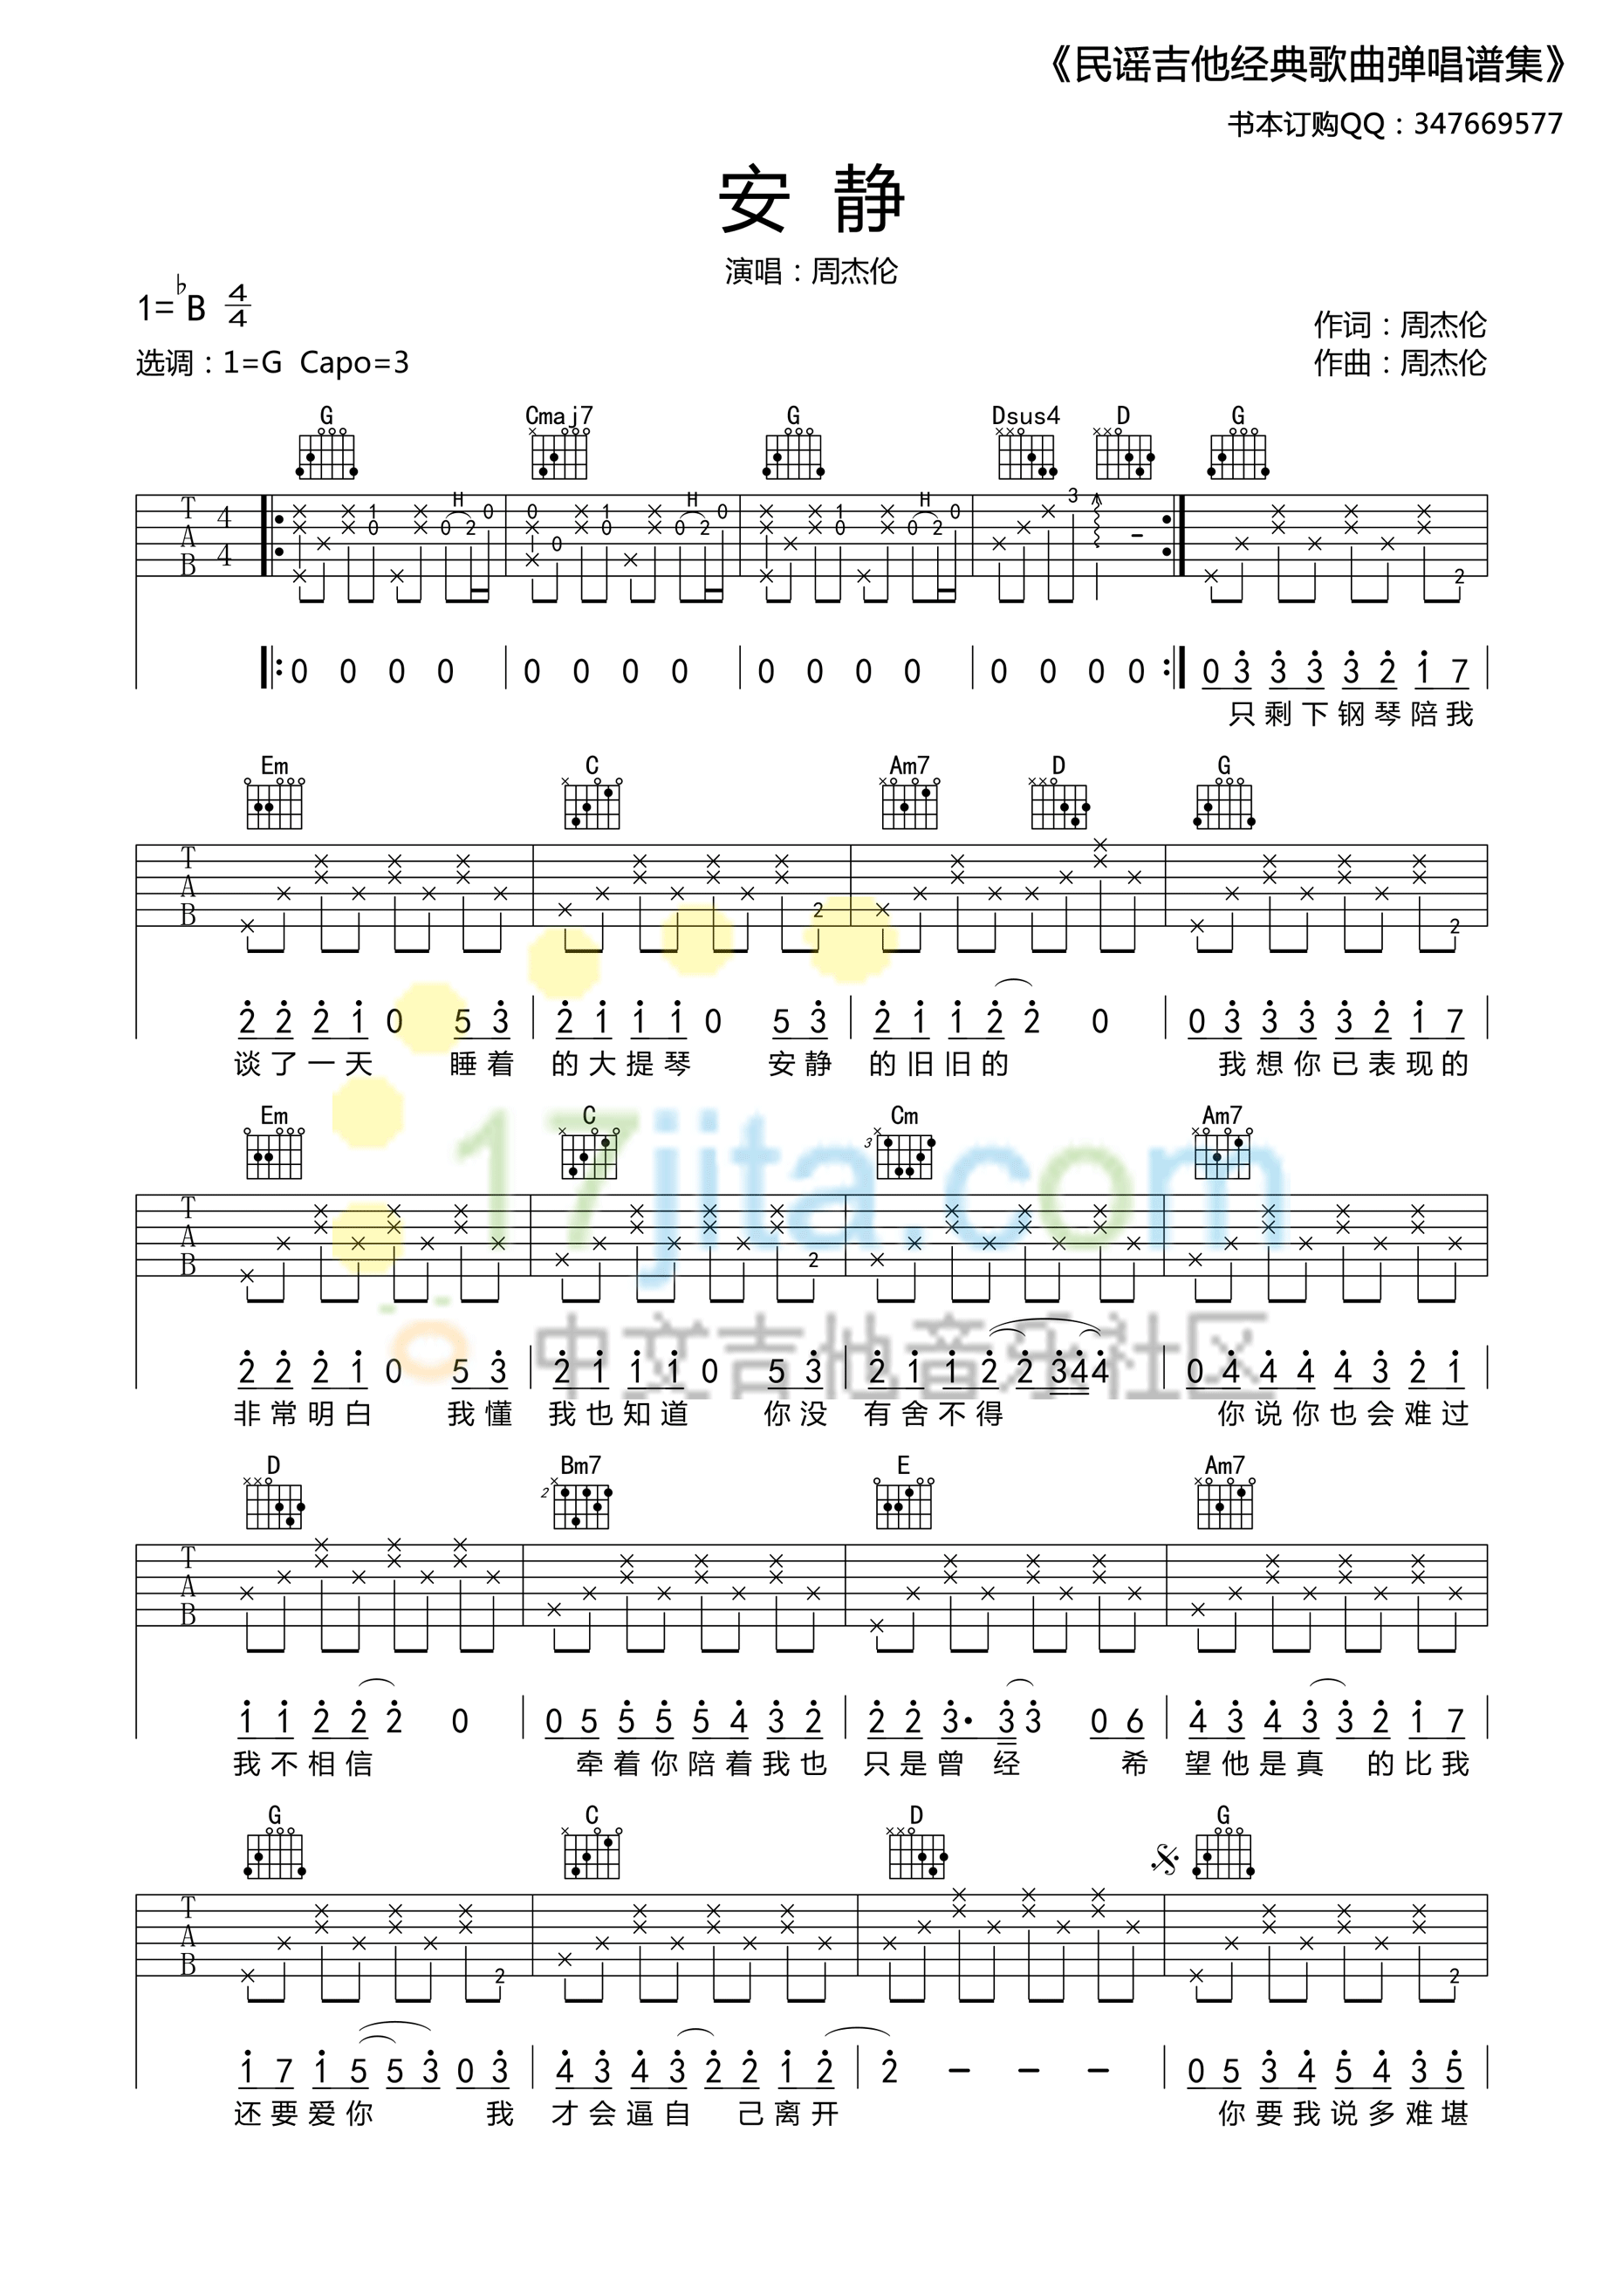 《民谣吉他经典歌曲弹唱谱集》
书本订购QQ：347669577
安 静
演唱：周杰伦
1=♭B 4/4
作词：周杰伦
选调：1=G Capo=3
作曲：周杰伦
G Cmaj7 G Dsus4 D G
T A B 4/4 H H H
0 0 0 0 | 0 0 0 0 | 0 0 0 0 | 0 0 0 0 | 0 3 3 3 3 2 1 7
只剩下钢琴陪我
Em C Am7 D G
T A B 2 2
2 2 2 1 0 5 3 | 2 1 1 1 0 5 3 | 2 1 1 2 2 0 | 0 3 3 3 3 2 1 7
谈了一天 睡着 的大提琴 安静 的旧旧的 我想你已表现的
Em C Cm Am7
3
T A B 2
17jita.com
中文吉他音乐社区
2 2 2 1 0 5 3 | 2 1 1 1 0 5 3 | 2 1 1 2 2 3 4 4 | 0 4 4 4 4 3 2 1
非常明白 我懂 我也知道 你没 有舍不得 你说你也会难过
D Bm7 E Am7
2
T A B
1 1 2 2 2 0 | 0 5 5 5 5 4 3 2 | 2 2 3· 3 3 0 6 | 4 3 4 3 3 2 1 7
我不相信 牵着你陪着我也 只是曾经 希 望他是真 的比我
G C D G
T A B 2 2
1 7 1 5 5 3 0 3 | 4 3 4 3 2 2 1 2 | 2 - - - | 0 5 3 4 5 4 3 5
还要爱你 我 才会逼自 己离开 你要我说多难堪